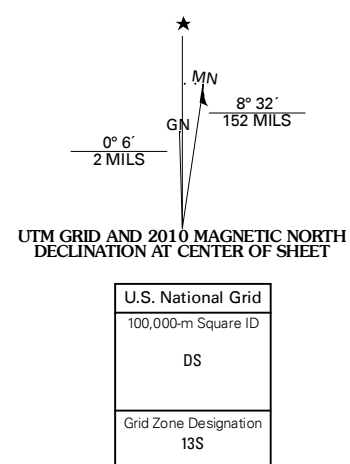 ★
MN
GN
8° 32´
152 MILS
0° 6´
2 MILS
UTM GRID AND 2010 MAGNETIC NORTH
DECLINATION AT CENTER OF SHEET
U.S. National Grid
100,000-m Square ID
DS
Grid Zone Designation
13S